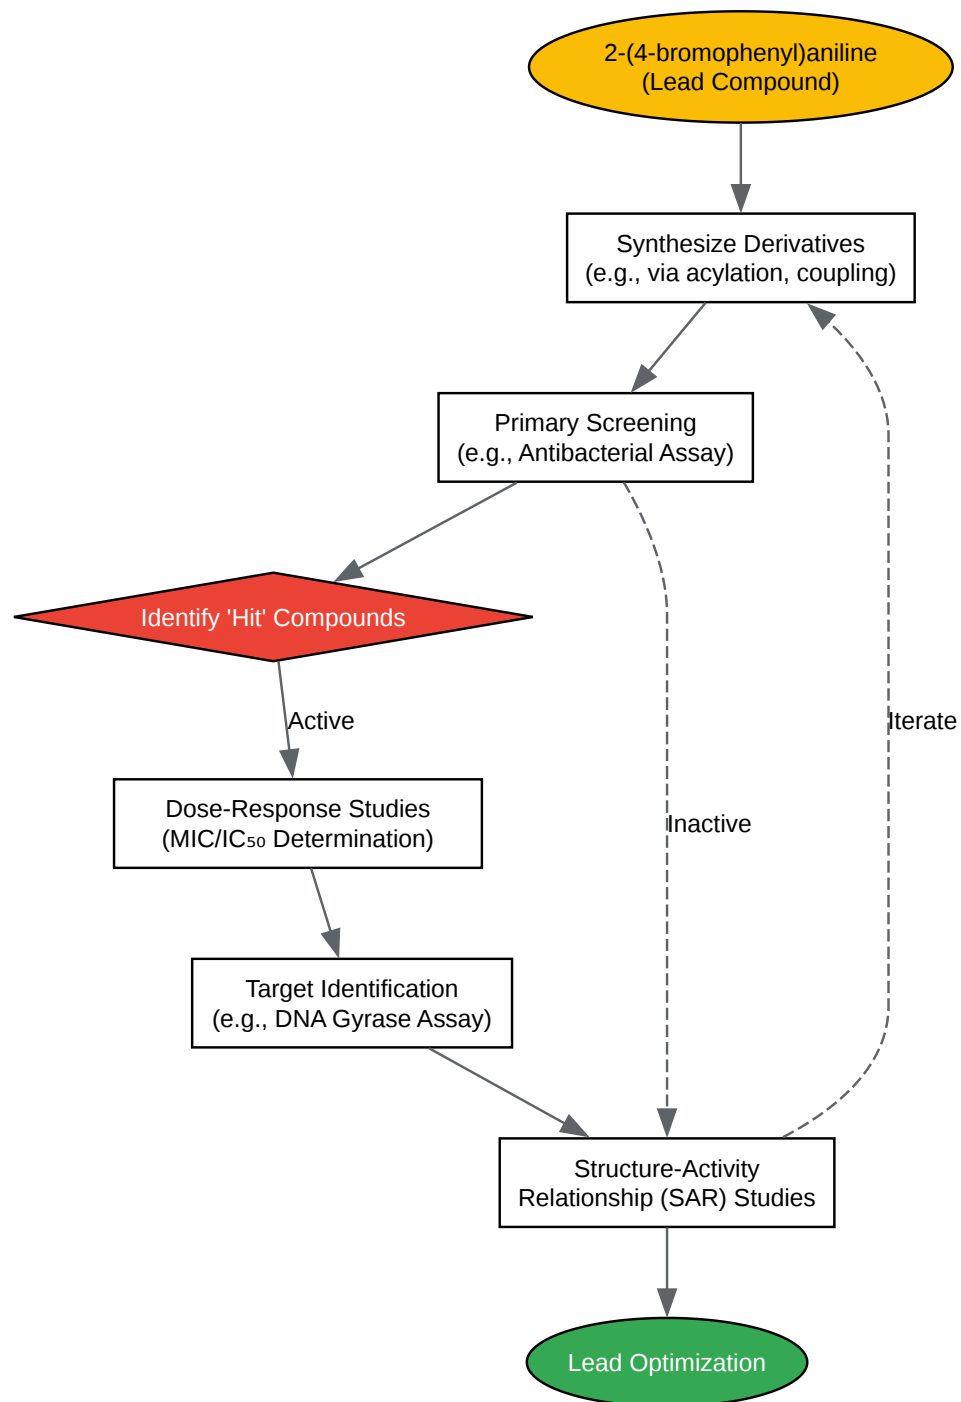 2-(4-bromophenyl)aniline
(Lead Compound)
Synthesize Derivatives
(e.g., via acylation, coupling)
Primary Screening
(e.g., Antibacterial Assay)
Identify 'Hit' Compounds
Active
Iterate
Dose-Response Studies
(MIC/IC₅₀ Determination)
Inactive
Target Identification
(e.g., DNA Gyrase Assay)
Structure-Activity
Relationship (SAR) Studies
Lead Optimization